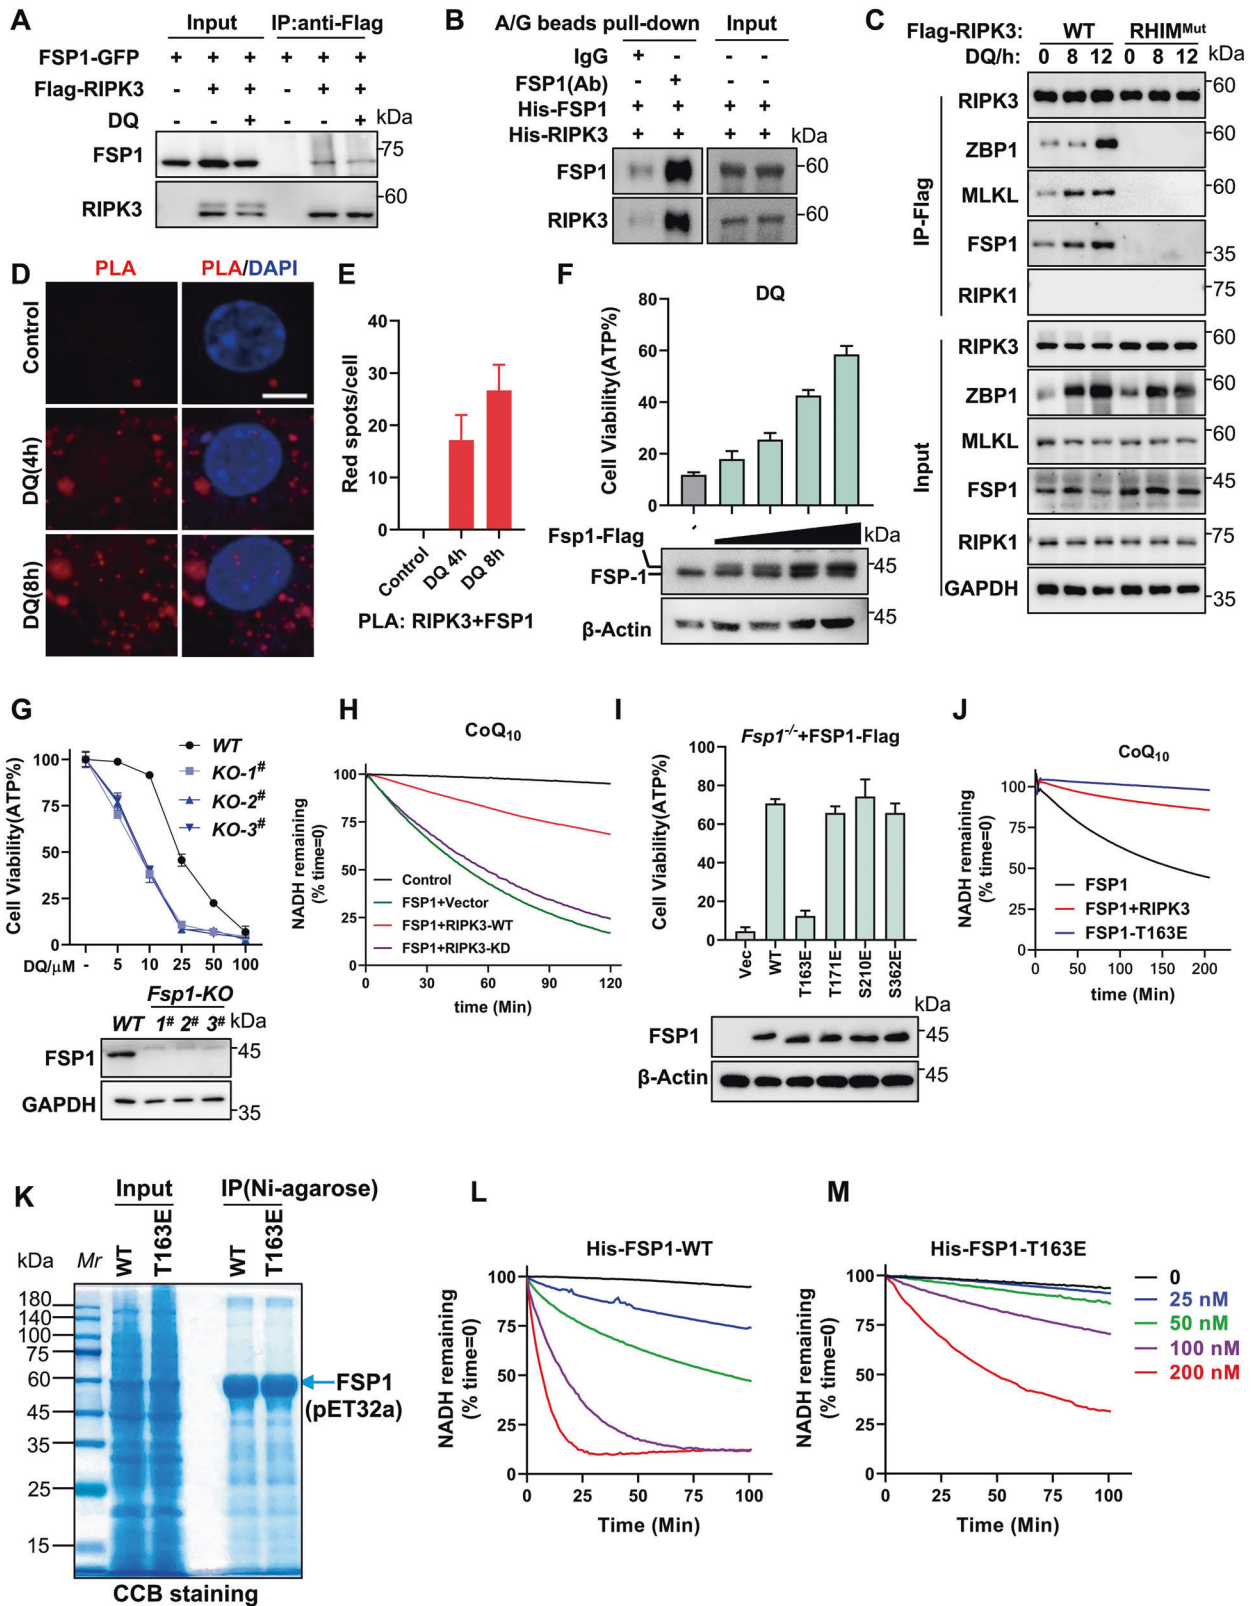 A
Input IP:anti-Flag
FSP1-GFP + + + + + +
Flag-RIPK3 - + + - + +
DQ - - + - - + kDa
FSP1 75
RIPK3 60
B
A/G beads pull-down Input
IgG + - - -
FSP1(Ab) - + - -
His-FSP1 + + + +
His-RIPK3 + + + + kDa
FSP1 60
RIPK3 60
C
Flag-RIPK3: WT RHIM^Mut
DQ/h: 0 8 12 0 8 12 kDa
IP-Flag
RIPK3 60
ZBP1 60
MLKL 60
FSP1 35
RIPK1 75
Input
RIPK3 60
ZBP1 60
MLKL 60
FSP1 45
RIPK1 75
GAPDH 35
D
PLA PLA/DAPI
Control
DQ(4h)
DQ(8h)
E
Red spots/cell
40
30
20
10
0
Control DQ 4h DQ 8h
PLA: RIPK3+FSP1
F
DQ
Cell Viability(ATP%)
80
60
40
20
0
Fsp1-Flag - kDa
FSP-1 45
β-Actin 45
G
Cell Viability(ATP%)
100
75
50
25
0
WT
KO-1#
KO-2#
KO-3#
DQ/μM - 5 10 25 50 100
Fsp1-KO
WT 1# 2# 3# kDa
FSP1 45
GAPDH 35
H
CoQ10
NADH remaining
(% time=0)
100
75
50
25
0
Control
FSP1+Vector
FSP1+RIPK3-WT
FSP1+RIPK3-KD
0 30 60 90 120
time (Min)
I
Fsp1-/-+FSP1-Flag
Cell Viability(ATP%)
100
80
60
40
20
0
Vec WT T163E T171E S210E S362E
kDa
FSP1 45
β-Actin 45
J
CoQ10
NADH remaining
(% time=0)
100
75
50
25
0
FSP1
FSP1+RIPK3
FSP1-T163E
0 50 100 150 200
time (Min)
K
Input IP(Ni-agarose)
kDa Mr WT T163E WT T163E
180
140
100
75
60
45
35
25
15
FSP1
(pET32a)
CCB staining
L
His-FSP1-WT
NADH remaining
(% time=0)
100
75
50
25
0
0 25 50 75 100
Time (Min)
M
His-FSP1-T163E
NADH remaining
(% time=0)
100
75
50
25
0
0 25 50 75 100
Time (Min)
0
25 nM
50 nM
100 nM
200 nM